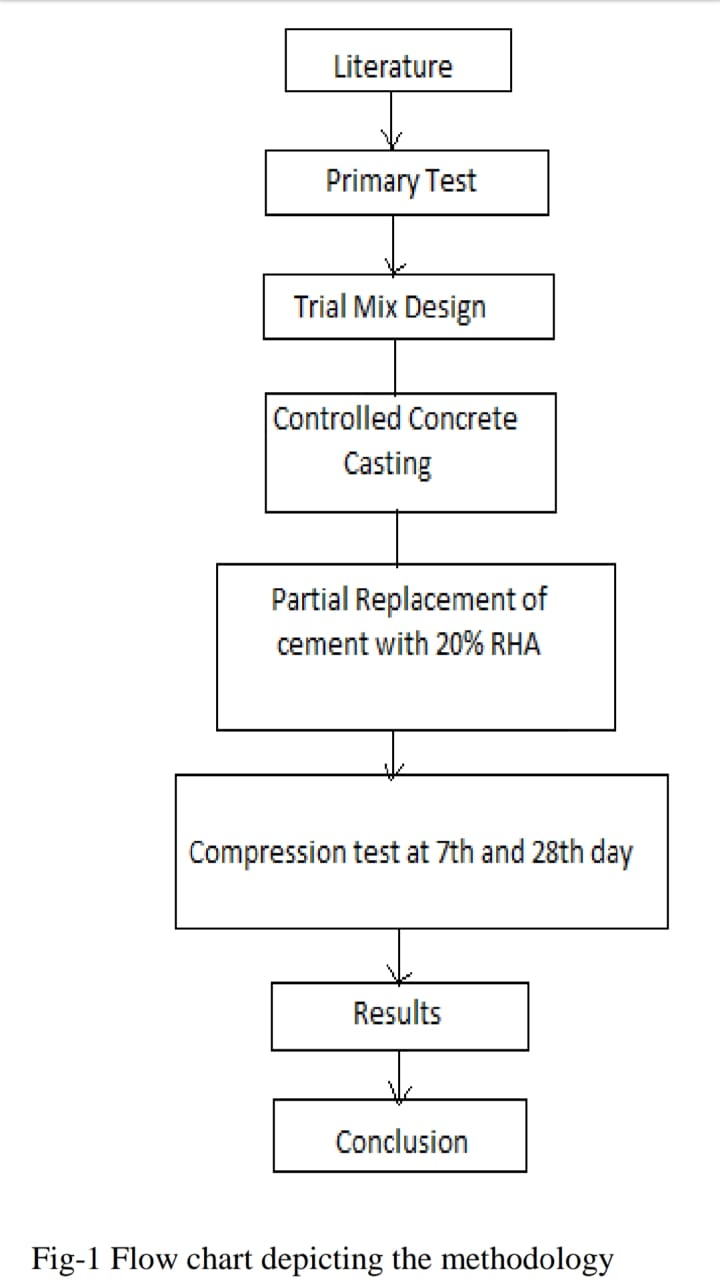 Literature
Primary Test
Trial Mix Design
Controlled Concrete
Casting
Partial Replacement of
cement with 20% RHA
Compression test at 7th and 28th day
Results
Conclusion
Fig-1 Flow chart depicting the methodology